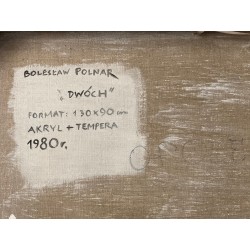 BOLESŁAW POLNAR
„DWÓCH"
FORMAT: 130X90 cm
AKRYL + TEMPERA
1980 r.